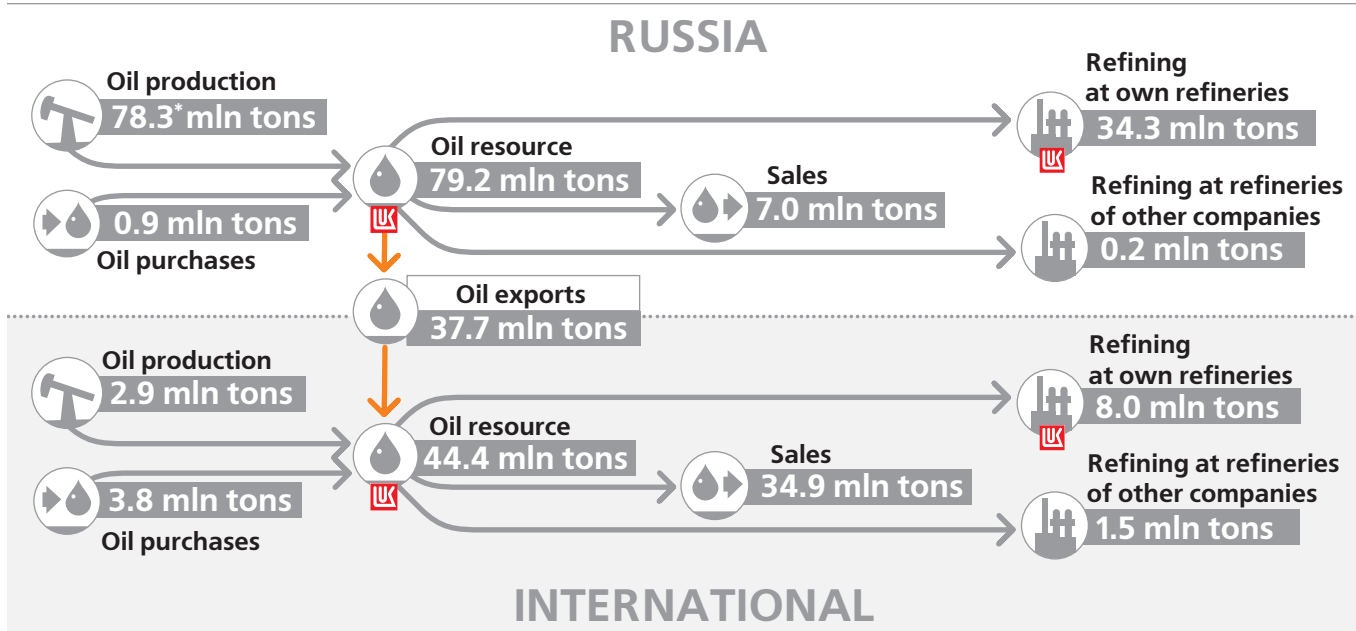 RUSSIA
Oil production
78.3* mln tons
0.9 mln tons
Oil purchases
Oil resource
79.2 mln tons
LUK
Sales
7.0 mln tons
Refining
at own refineries
34.3 mln tons
LUK
Refining at refineries
of other companies
0.2 mln tons
Oil exports
37.7 mln tons
Oil production
2.9 mln tons
3.8 mln tons
Oil purchases
Oil resource
44.4 mln tons
LUK
Sales
34.9 mln tons
Refining
at own refineries
8.0 mln tons
LUK
Refining at refineries
of other companies
1.5 mln tons
INTERNATIONAL